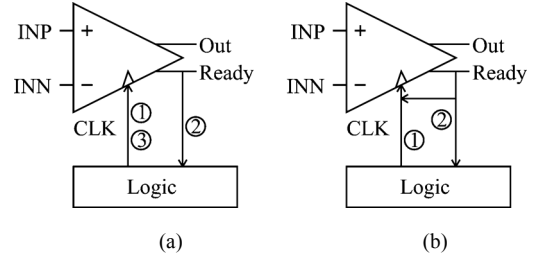 INP + Out INP + Out
INN − Ready INN − Ready
CLK ① ② CLK ②
③ ①
Logic Logic
(a) (b)